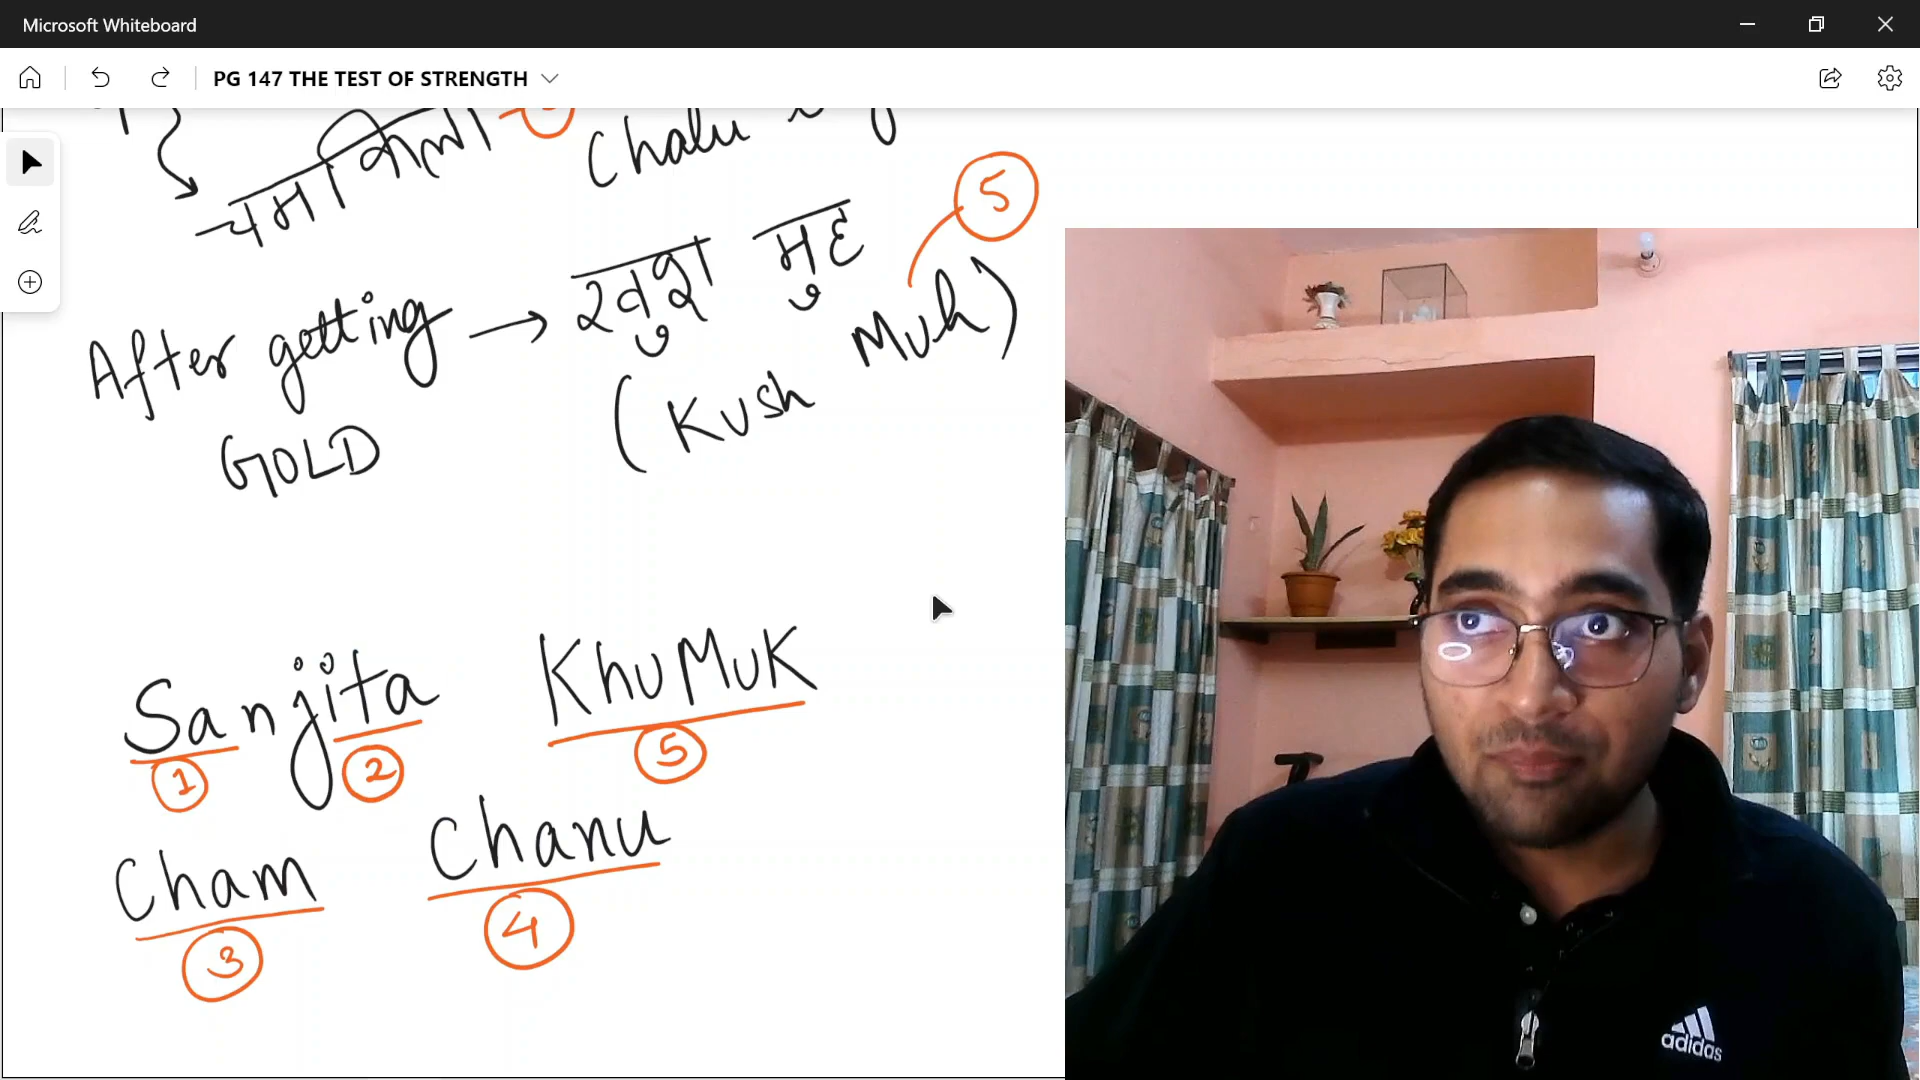 Microsoft Whiteboard
PG 147 THE TEST OF STRENGTH
Chalu
5
After getting → खुश मुह
GOLD
(Kush Muh)
Sanjita KhuMuK
1 2 5
Cham Chanu
3 4
adidas